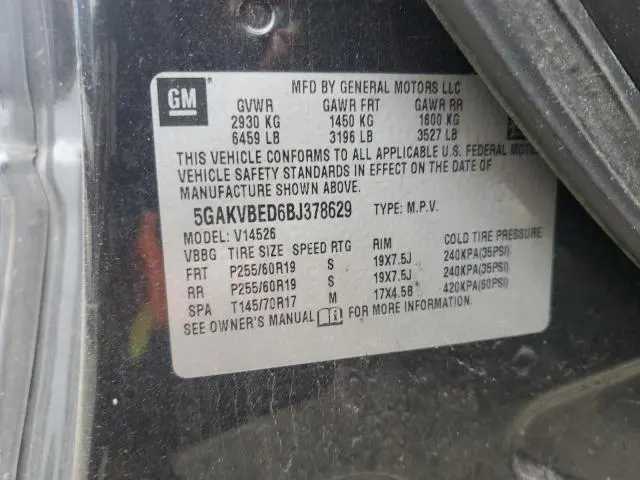 GM
MFD BY GENERAL MOTORS LLC
GVWR GAWR FRT GAWR RR
2930 KG 1450 KG 1600 KG
6459 LB 3196 LB 3527 LB
THIS VEHICLE CONFORMS TO ALL APPLICABLE U.S. FEDERAL MOTOR
VEHICLE SAFETY STANDARDS IN EFFECT ON THE DATE OF
MANUFACTURE SHOWN ABOVE.
5GAKVBED6BJ378629 TYPE: M.P.V.
MODEL: V14526
VBBG TIRE SIZE SPEED RTG RIM COLD TIRE PRESSURE
FRT P255/60R19 S 19X7.5J 240KPA(35PSI)
RR P255/60R19 S 19X7.5J 240KPA(35PSI)
SPA T145/70R17 M 17X4.5B 420KPA(60PSI)
SEE OWNER'S MANUAL FOR MORE INFORMATION.